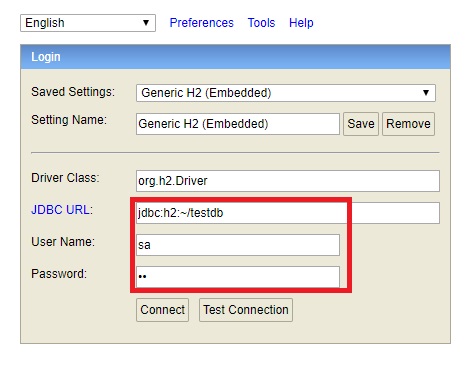 English Preferences Tools Help
Login
Saved Settings: Generic H2 (Embedded)
Setting Name: Generic H2 (Embedded) Save Remove
Driver Class: org.h2.Driver
JDBC URL: jdbc:h2:~/testdb
User Name: sa
Password: ••
Connect Test Connection